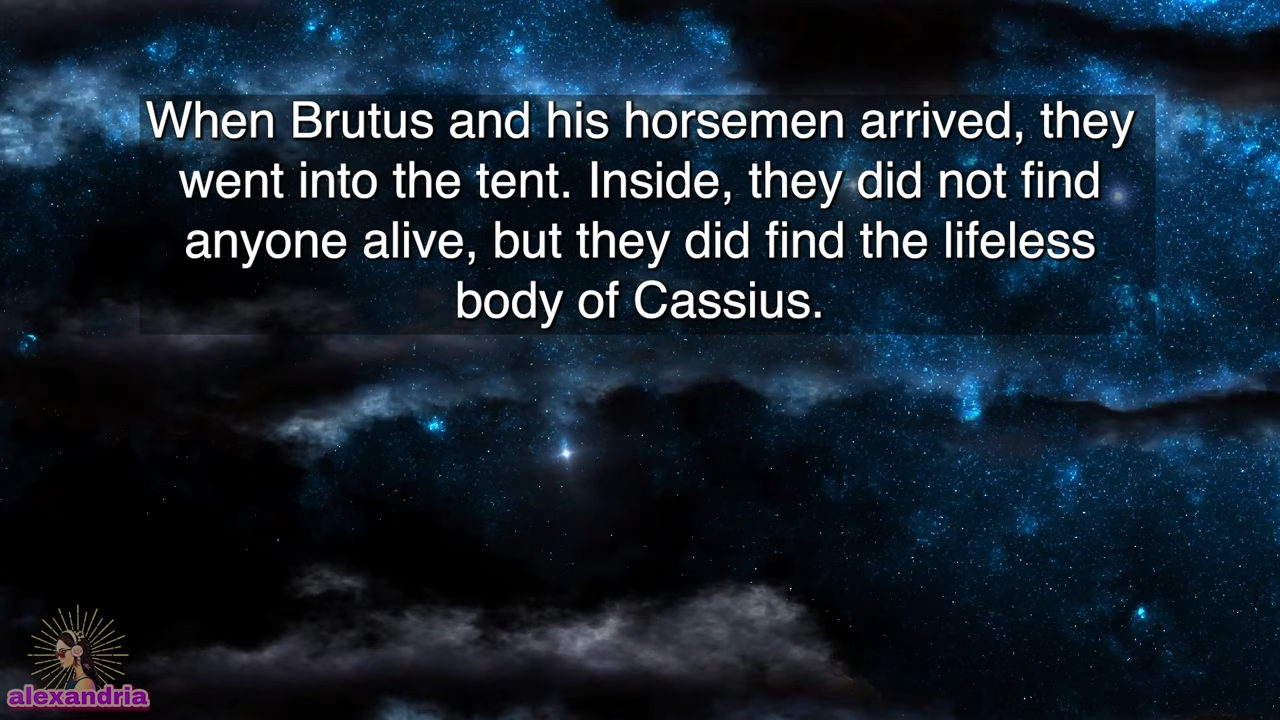 When Brutus and his horsemen arrived, they
went into the tent. Inside, they did not find
anyone alive, but they did find the lifeless
body of Cassius.
alexandria